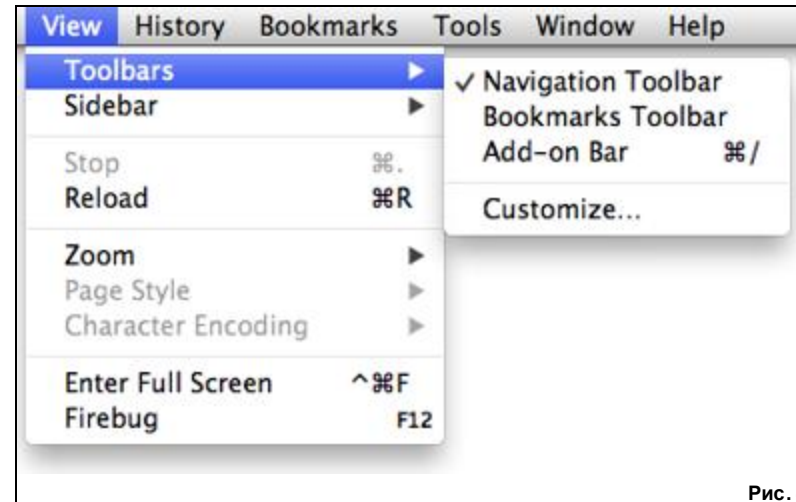 View History Bookmarks Tools Window Help
Toolbars
Sidebar
Stop ⌘.
Reload ⌘R
Zoom
Page Style
Character Encoding
Enter Full Screen ^⌘F
Firebug F12
✓ Navigation Toolbar
Bookmarks Toolbar
Add-on Bar ⌘/
Customize...
Рис.